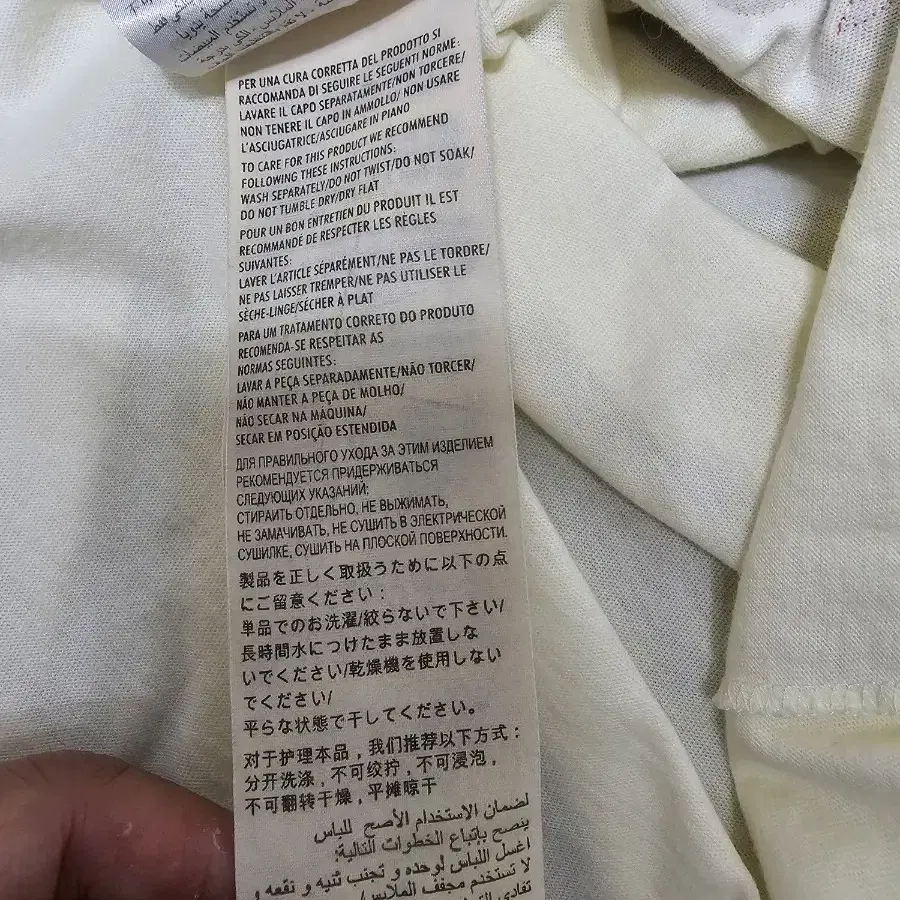 PER UNA CURA CORRETTA DEL PRODOTTO SI
RACCOMANDA DI SEGUIRE LE SEGUENTI NORME:
LAVARE IL CAPO SEPARATAMENTE/NON TORCERE/
NON TENERE IL CAPO IN AMMOLLO/ NON USARE
L'ASCIUGATRICE/ASCIUGARE IN PIANO
TO CARE FOR THIS PRODUCT WE RECOMMEND
FOLLOWING THESE INSTRUCTIONS:
WASH SEPARATELY/DO NOT TWIST/DO NOT SOAK/
DO NOT TUMBLE DRY/DRY FLAT
POUR UN BON ENTRETIEN DU PRODUIT IL EST
RECOMMANDÉ DE RESPECTER LES RÈGLES
SUIVANTES:
LAVER L'ARTICLE SÉPARÉMENT/NE PAS LE TORDRE/
NE PAS LAISSER TREMPER/NE PAS UTILISER LE
SÈCHE-LINGE/SÉCHER À PLAT
PARA UM TRATAMENTO CORRETO DO PRODUTO
RECOMENDA-SE RESPEITAR AS
NORMAS SEGUINTES:
LAVAR A PEÇA SEPARADAMENTE/NÃO TORCER/
NÃO MANTER A PEÇA DE MOLHO/
NÃO SECAR NA MÁQUINA/
SECAR EM POSIÇÃO ESTENDIDA
ДЛЯ ПРАВИЛЬНОГО УХОДА ЗА ЭТИМ ИЗДЕЛИЕМ
РЕКОМЕНДУЕТСЯ ПРИДЕРЖИВАТЬСЯ
СЛЕДУЮЩИХ УКАЗАНИЙ:
СТИРАИТЬ ОТДЕЛЬНО, НЕ ВЫЖИМАТЬ,
НЕ ЗАМАЧИВАТЬ, НЕ СУШИТЬ В ЭЛЕКТРИЧЕСКОЙ
СУШИЛКЕ, СУШИТЬ НА ПЛОСКОЙ ПОВЕРХНОСТИ.
製品を正しく取扱うために以下の点
にご留意ください：
単品でのお洗濯/絞らないで下さい/
長時間水につけたまま放置しな
いでください/乾燥機を使用しない
でください/
平らな状態で干してください。
对于护理本品，我们推荐以下方式：
分开洗涤，不可绞拧，不可浸泡，
不可翻转干燥，平摊晾干
لضمان الاستخدام الأصح للباس
ينصح بإتباع الخطوات التالية:
اغسل اللباس لوحده و تجنب ثنيه و نقعه و
لا تستخدم مجفف الملابس/